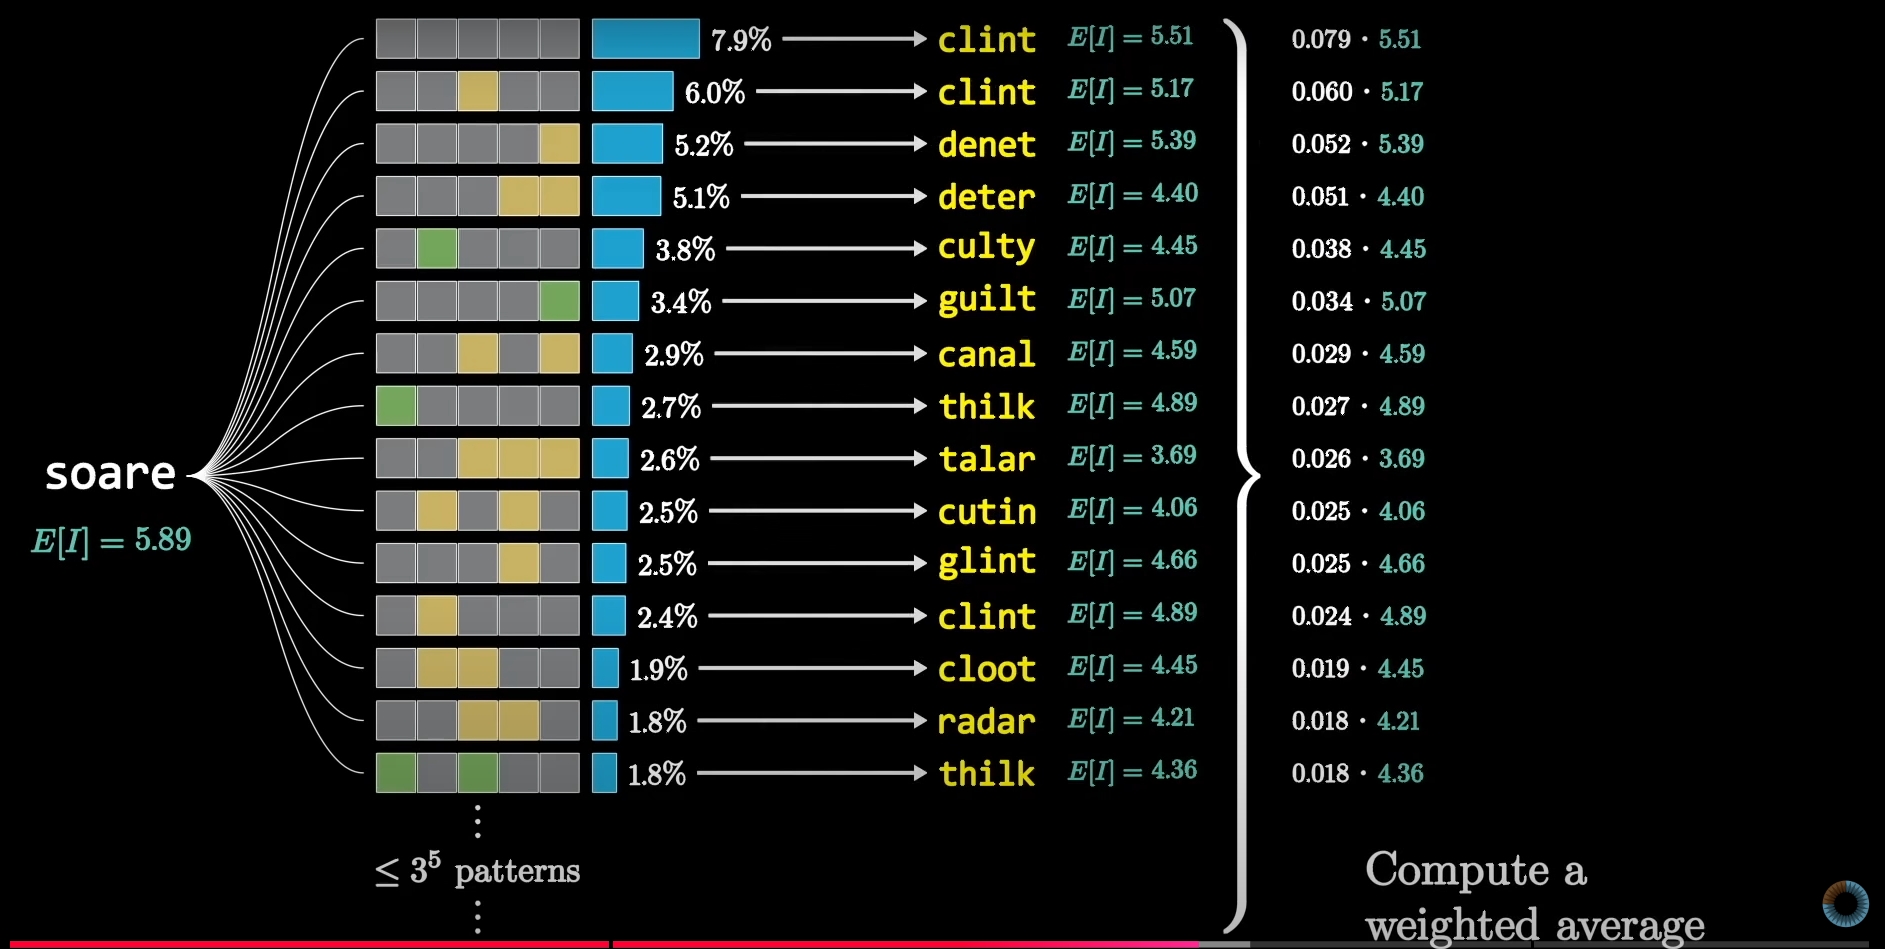 7.9% clint E[I] = 5.51 0.079 · 5.51
6.0% clint E[I] = 5.17 0.060 · 5.17
5.2% denet E[I] = 5.39 0.052 · 5.39
5.1% deter E[I] = 4.40 0.051 · 4.40
3.8% culty E[I] = 4.45 0.038 · 4.45
3.4% guilt E[I] = 5.07 0.034 · 5.07
2.9% canal E[I] = 4.59 0.029 · 4.59
2.7% thilk E[I] = 4.89 0.027 · 4.89
2.6% talar E[I] = 3.69 0.026 · 3.69
soare
2.5% cutin E[I] = 4.06 0.025 · 4.06
E[I] = 5.89
2.5% glint E[I] = 4.66 0.025 · 4.66
2.4% clint E[I] = 4.89 0.024 · 4.89
1.9% cloot E[I] = 4.45 0.019 · 4.45
1.8% radar E[I] = 4.21 0.018 · 4.21
1.8% thilk E[I] = 4.36 0.018 · 4.36
≤ 3⁵ patterns
Compute a
weighted average